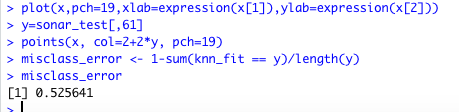 > plot(x,pch=19,xlab=expression(x[1]),ylab=expression(x[2]))
> y=sonar_test[,61]
> points(x, col=2+2*y, pch=19)
> misclass_error <- 1-sum(knn_fit == y)/length(y)
> misclass_error
[1] 0.525641
>